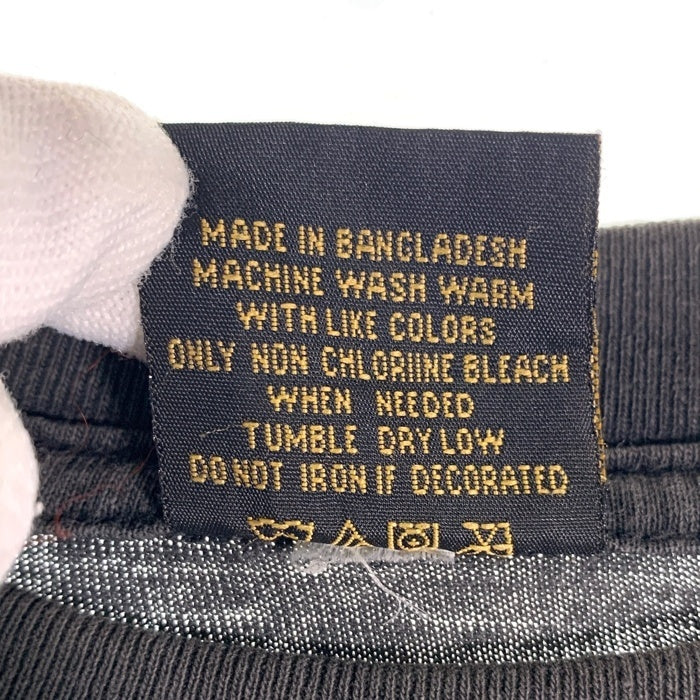 MADE IN BANGLADESH
MACHINE WASH WARM
WITH LIKE COLORS
ONLY NON CHLORIINE BLEACH
WHEN NEEDED
TUMBLE DRY LOW
DO NOT IRON IF DECORATED